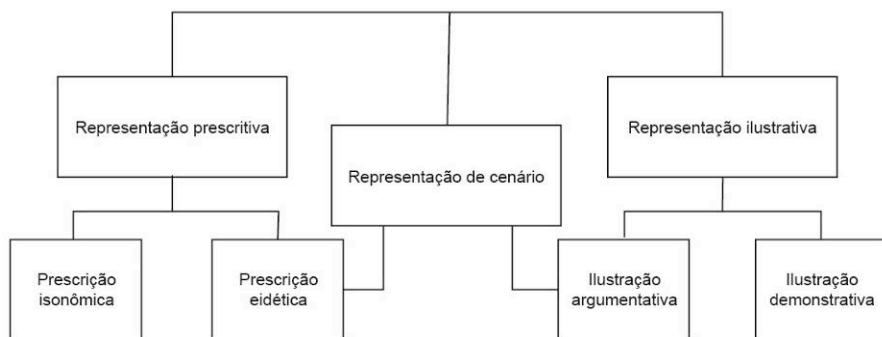 Representação prescritiva
Representação ilustrativa
Representação de cenário
Prescrição
isonômica
Prescrição
eidética
Ilustração
argumentativa
Ilustração
demonstrativa